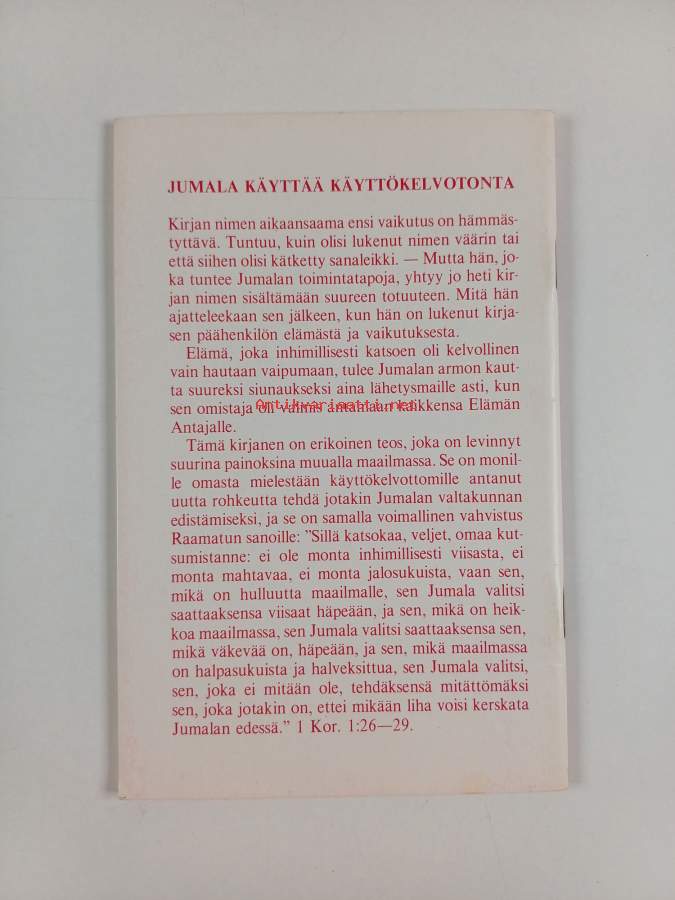 JUMALA KÄYTTÄÄ KÄYTTÖKELVOTONTA
Kirjan nimen aikaansaama ensi vaikutus on hämmäs-
tyttävä. Tuntuu, kuin olisi lukenut nimen väärin tai
että siihen olisi kätketty sanaleikki. — Mutta hän, jo-
ka tuntee Jumalan toimintatapoja, yhtyy jo heti kir-
jan nimen sisältämään suureen totuuteen. Mitä hän
ajatteleekaan sen jälkeen, kun hän on lukenut kirja-
sen päähenkilön elämästä ja vaikutuksesta.
Elämä, joka inhimillisesti katsoen oli kelvollinen
vain hautaan vaipumaan, tulee Jumalan armon kaut-
ta suureksi siunaukseksi aina lähetysmaille asti, kun
sen omistaja oli valmis antamaan kaikkensa Elämän
Antikvariaatti.net
Antajalle.
Tämä kirjanen on erikoinen teos, joka on levinnyt
suurina painoksina muualla maailmassa. Se on monil-
le omasta mielestään käyttökelvottomille antanut
uutta rohkeutta tehdä jotakin Jumalan valtakunnan
edistämiseksi, ja se on samalla voimallinen vahvistus
Raamatun sanoille: ”Sillä katsokaa, veljet, omaa kut-
sumistanne: ei ole monta inhimillisesti viisasta, ei
monta mahtavaa, ei monta jalosukuista, vaan sen,
mikä on hulluutta maailmalle, sen Jumala valitsi
saattaaksensa viisaat häpeään, ja sen, mikä on heik-
koa maailmassa, sen Jumala valitsi saattaaksensa sen,
mikä väkevää on, häpeään, ja sen, mikä maailmassa
on halpasukuista ja halveksittua, sen Jumala valitsi,
sen, joka ei mitään ole, tehdäksensä mitättömäksi
sen, joka jotakin on, ettei mikään liha voisi kerskata
Jumalan edessä.” 1 Kor. 1:26—29.